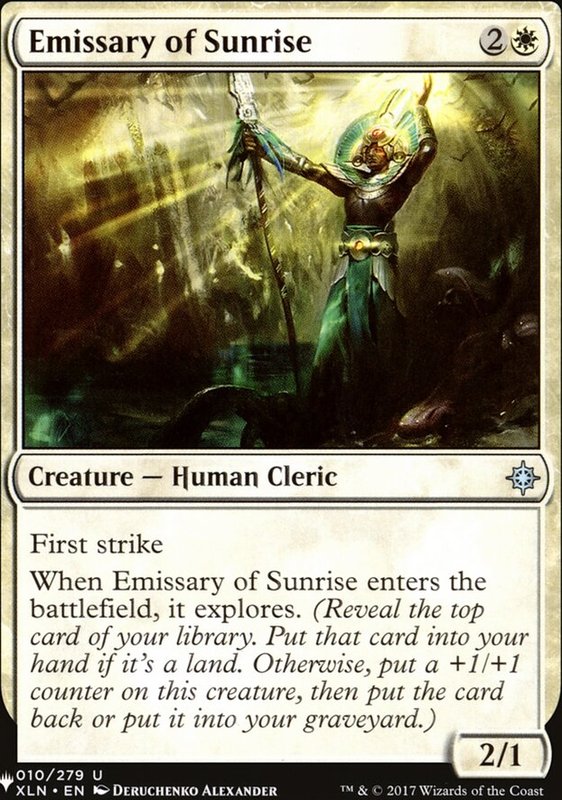 Emissary of Sunrise 2
Creature — Human Cleric
First strike
When Emissary of Sunrise enters the
battlefield, it explores. (Reveal the top
card of your library. Put that card into your
hand if it's a land. Otherwise, put a +1/+1
counter on this creature, then put the card
back or put it into your graveyard.)
2/1
010/279 U
XLN • EN Deruchenko Alexander
™ & © 2017 Wizards of the Coast